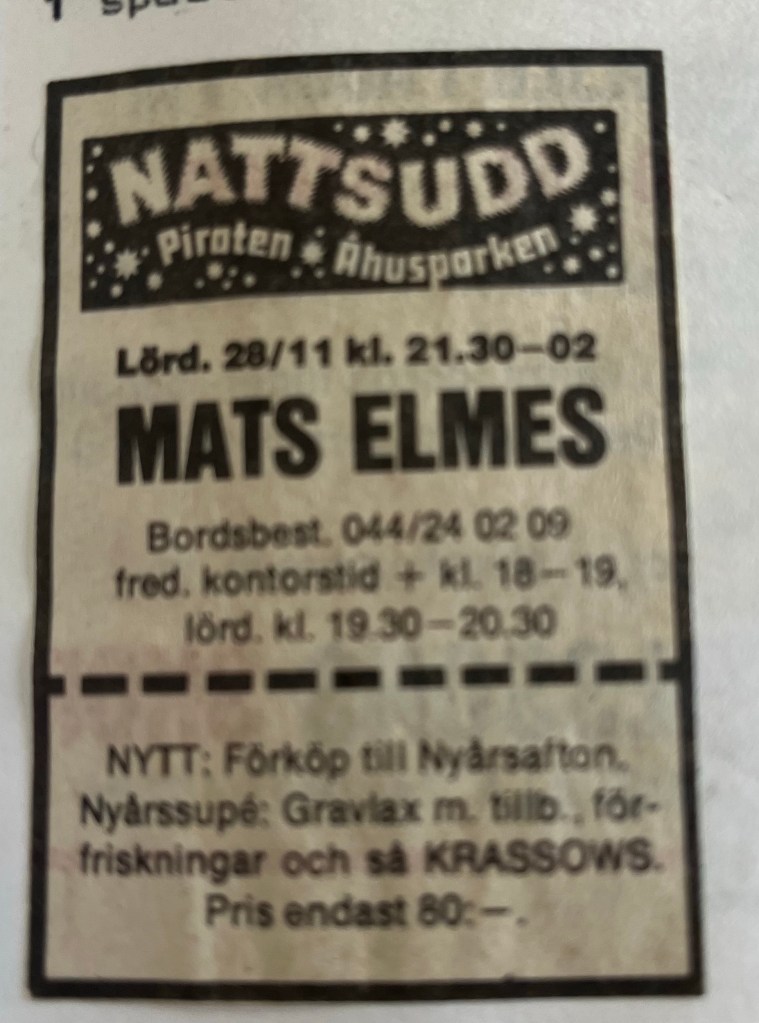 NATTSUDD
Piraten Åhusparken
Lörd. 28/11 kl. 21.30–02
MATS ELMES
Bordsbest. 044/24 02 09
fred. kontorstid + kl. 18–19,
lörd. kl. 19.30–20.30
NYTT: Förköp till Nyårsafton.
Nyårssupé: Gravlax m. tillb., för-
friskningar och så KRASSOWS.
Pris endast 80:–.